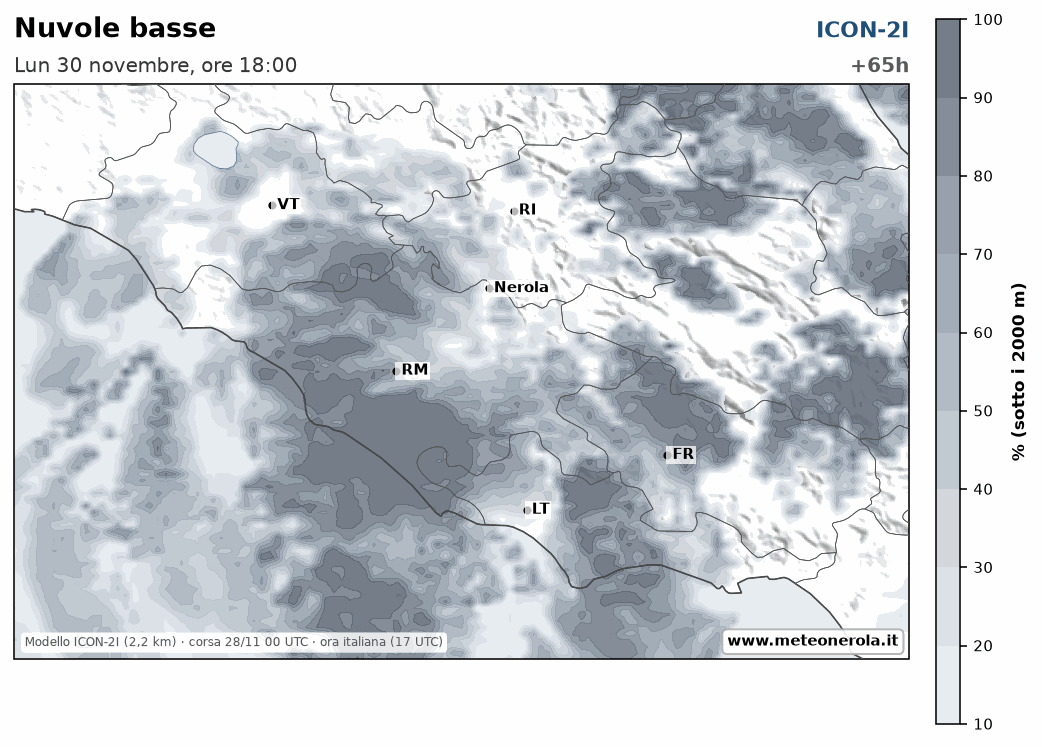 Nuvole basse
ICON-2I
Lun 30 novembre, ore 18:00
+65h
100
90
80
70
60
50
40
30
20
10
% (sotto i 2000 m)
VT
RI
Nerola
RM
FR
LT
Modello ICON-2I (2,2 km) · corsa 28/11 00 UTC · ora italiana (17 UTC)
www.meteonerola.it